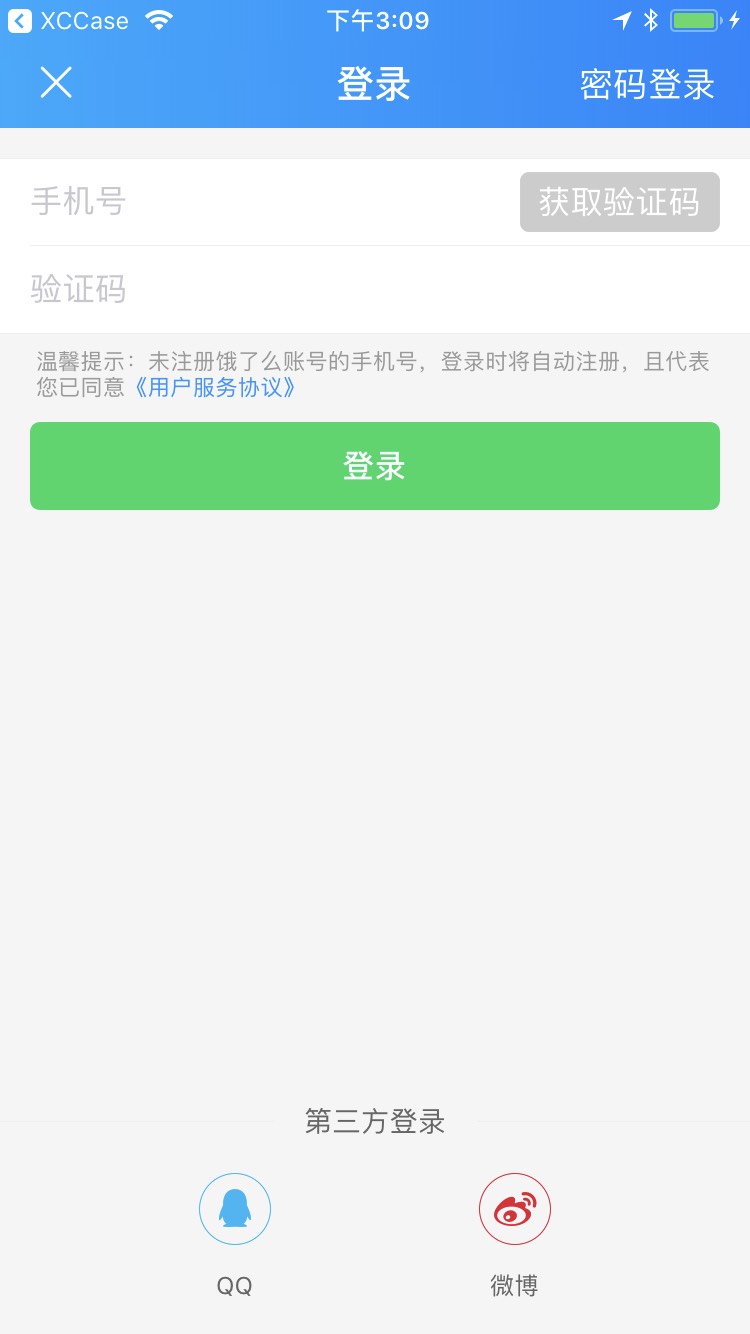 XCCase 下午3:09
登录 密码登录
手机号 获取验证码
验证码
温馨提示：未注册饿了么账号的手机号，登录时将自动注册，且代表
您已同意《用户服务协议》
登录
第三方登录
QQ 微博